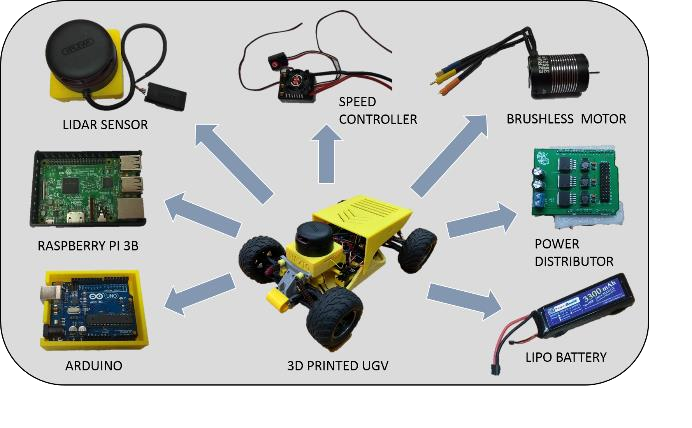 LIDAR SENSOR
SPEED
CONTROLLER
BRUSHLESS MOTOR
RASPBERRY PI 3B
POWER
DISTRIBUTOR
3300 mAh
ARDUINO
3D PRINTED UGV
LIPO BATTERY